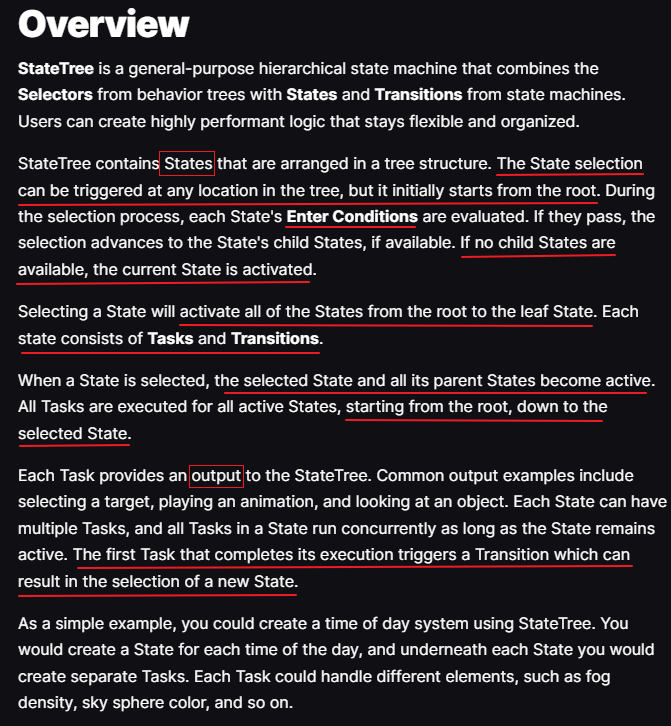 Overview
StateTree is a general-purpose hierarchical state machine that combines the
Selectors from behavior trees with States and Transitions from state machines.
Users can create highly performant logic that stays flexible and organized.
StateTree contains States that are arranged in a tree structure. The State selection
can be triggered at any location in the tree, but it initially starts from the root. During
the selection process, each State's Enter Conditions are evaluated. If they pass, the
selection advances to the State's child States, if available. If no child States are
available, the current State is activated.
Selecting a State will activate all of the States from the root to the leaf State. Each
state consists of Tasks and Transitions.
When a State is selected, the selected State and all its parent States become active.
All Tasks are executed for all active States, starting from the root, down to the
selected State.
Each Task provides an output to the StateTree. Common output examples include
selecting a target, playing an animation, and looking at an object. Each State can have
multiple Tasks, and all Tasks in a State run concurrently as long as the State remains
active. The first Task that completes its execution triggers a Transition which can
result in the selection of a new State.
As a simple example, you could create a time of day system using StateTree. You
would create a State for each time of the day, and underneath each State you would
create separate Tasks. Each Task could handle different elements, such as fog
density, sky sphere color, and so on.